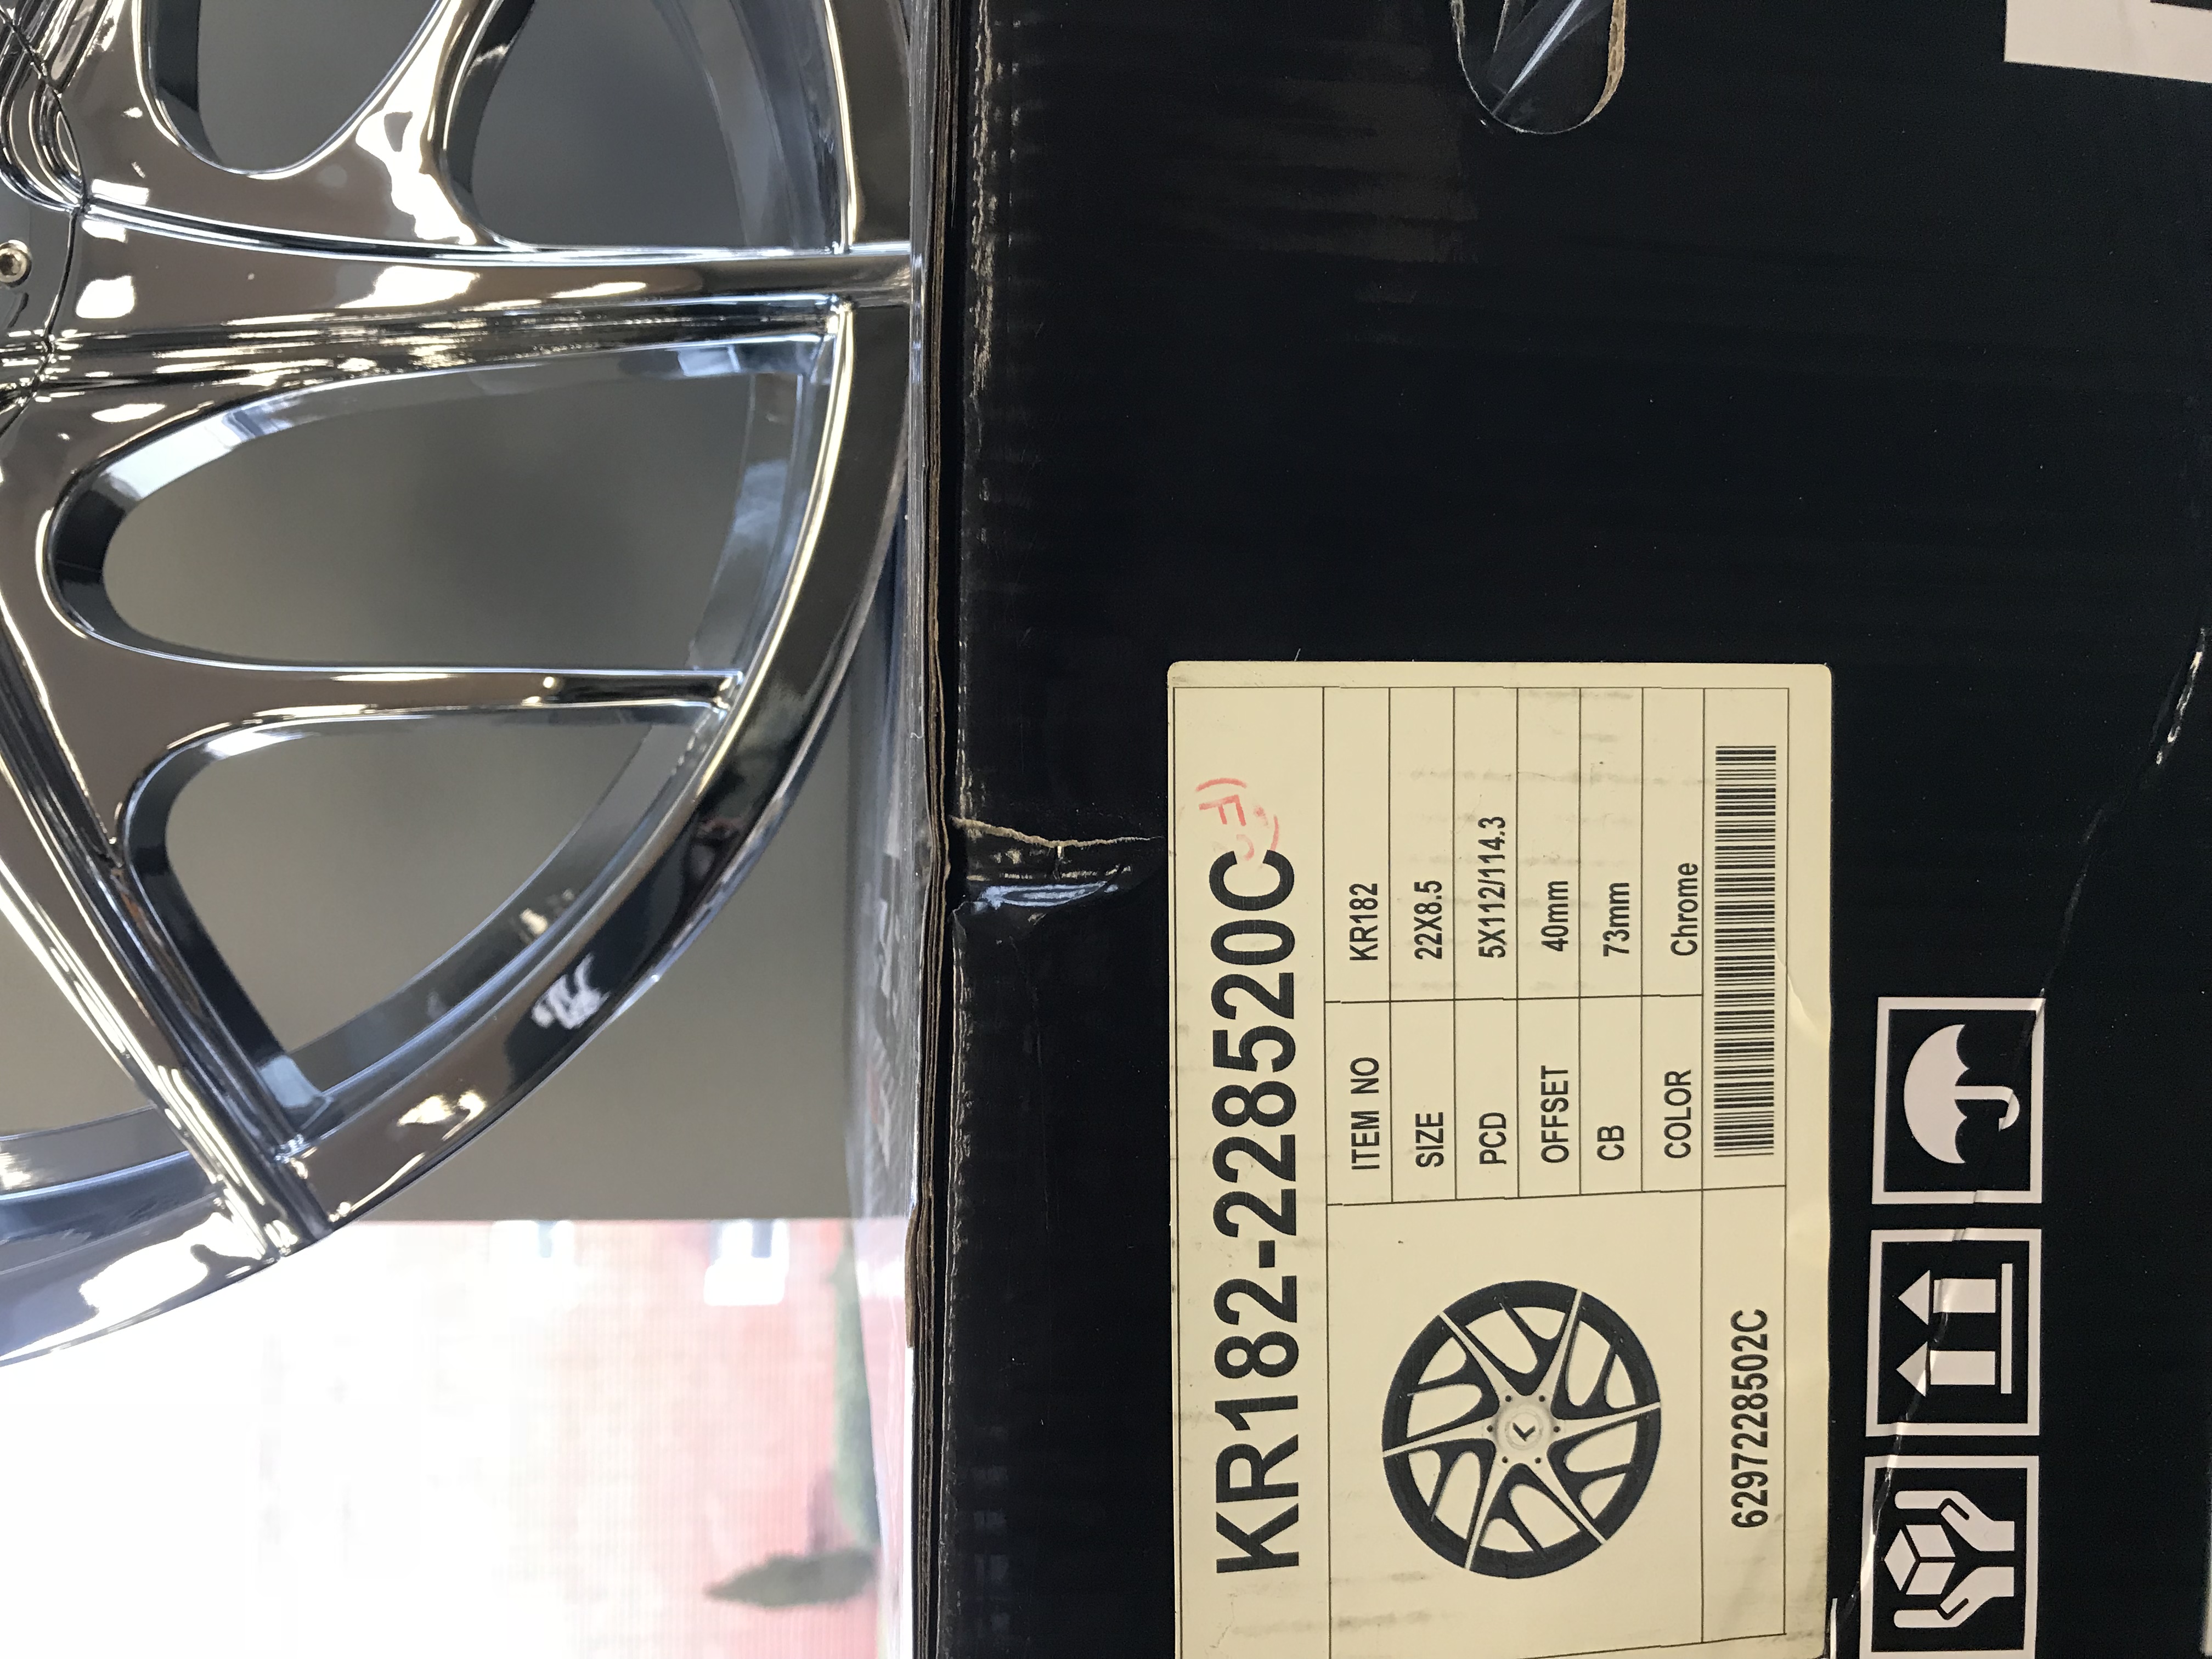 KR182-228520C
(F
ITEM NO KR182
SIZE 22X8.5
PCD 5X112/114.3
OFFSET 40mm
CB 73mm
COLOR Chrome
6297228502C